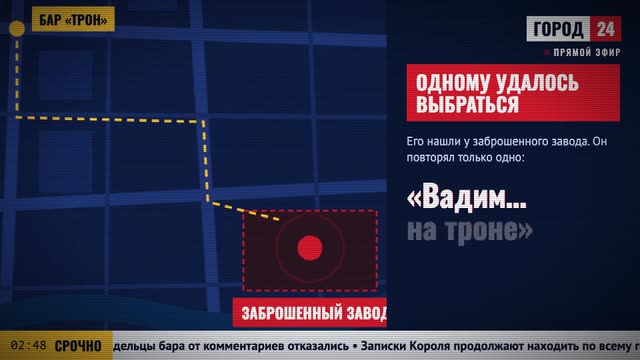 БАР «ТРОН»
ГОРОД 24
ПРЯМОЙ ЭФИР
ОДНОМУ УДАЛОСЬ
ВЫБРАТЬСЯ
Его нашли у заброшенного завода. Он
повторял только одно:
«Вадим...
на троне»
ЗАБРОШЕННЫЙ ЗАВОД
02:48 СРОЧНО дельцы бара от комментариев отказались • Записки Короля продолжают находить по всему г